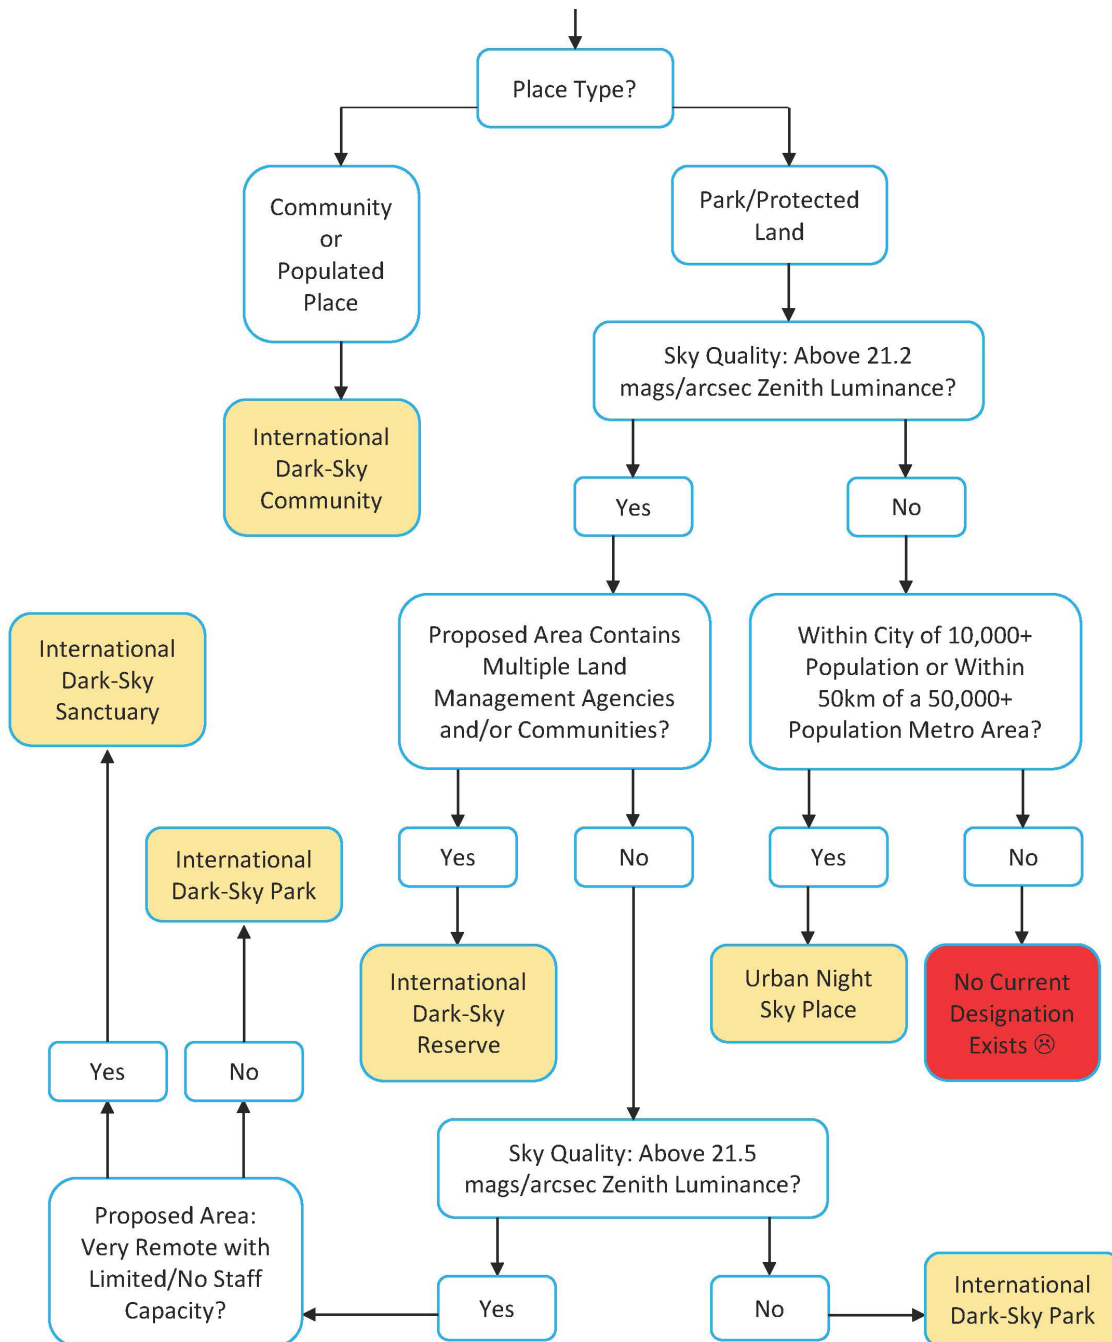 Place Type?
Community
or
Populated
Place
Park/Protected
Land
International
Dark-Sky
Community
Sky Quality: Above 21.2
mags/arcsec Zenith Luminance?
Yes
No
Proposed Area Contains
Multiple Land
Management Agencies
and/or Communities?
Within City of 10,000+
Population or Within
50km of a 50,000+
Population Metro Area?
International
Dark-Sky
Sanctuary
International
Dark-Sky Park
Yes
No
Yes
No
International
Dark-Sky
Reserve
Urban Night
Sky Place
No Current
Designation
Exists ☹
Yes
No
Sky Quality: Above 21.5
mags/arcsec Zenith Luminance?
Proposed Area:
Very Remote with
Limited/No Staff
Capacity?
Yes
No
International
Dark-Sky Park